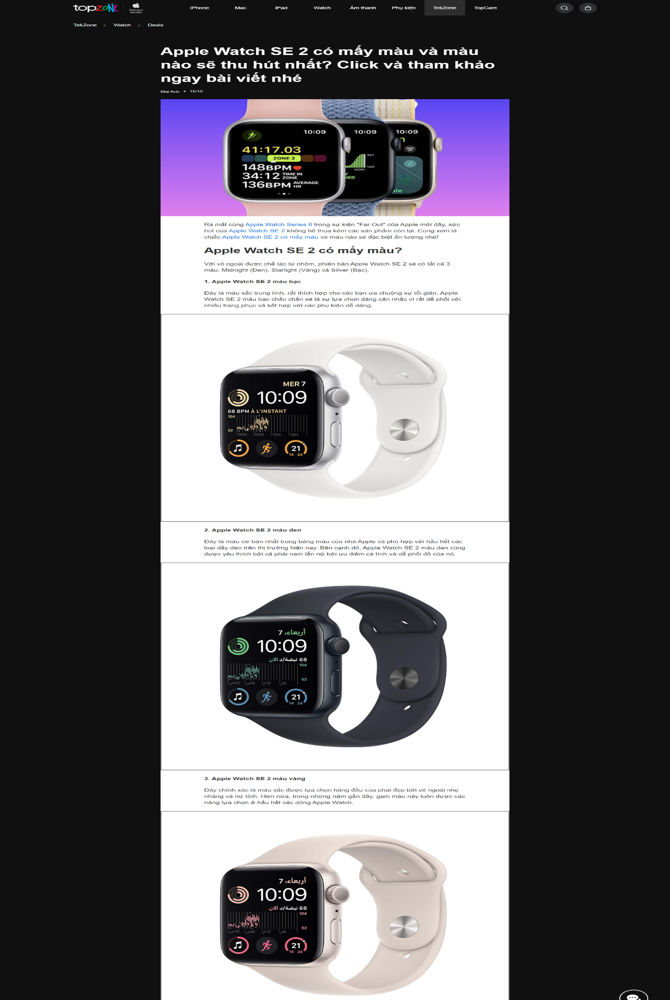 topzone
Premium
Reseller
iPhone
Mac
iPad
Watch
Âm thanh
Phụ kiện
TekZone
TopCare
TekZone > Watch > Deals
Apple Watch SE 2 có mấy màu và màu
nào sẽ thu hút nhất? Click và tham khảo
ngay bài viết nhé
Mai Anh • 15/10
10:09
41:17.03
ZONE 3
148BPM
34:12 TIME IN ZONE
136BPM AVERAGE HR
10:09
361
160
NOW
NED
10:09
ale
Ra mắt cùng Apple Watch Series 8 trong sự kiện "Far Out" của Apple mới đây, sức
hút của Apple Watch SE 2 không hề thua kém các sản phẩm còn lại. Cùng xem là
chiếc Apple Watch SE 2 có mấy màu và màu nào sẽ đặc biệt ấn tượng nhé!
Apple Watch SE 2 có mấy màu?
Với vỏ ngoài được chế tác từ nhôm, phiên bản Apple Watch SE 2 sẽ có tất cả 3
màu: Midnight (Đen), Starlight (Vàng) và Silver (Bạc).
1. Apple Watch SE 2 màu bạc
Đây là màu sắc trung tính, rất thích hợp cho các bạn ưa chuộng sự tối giản. Apple
Watch SE 2 màu bạc chắc chắn sẽ là sự lựa chọn đáng cân nhắc vì rất dễ phối với
nhiều trang phục và kết hợp với các phụ kiện dễ dàng.
MER 7
10:09
68 BPM À L'INSTANT
104
52
00H 06H 12H 18H
21
14 24
2. Apple Watch SE 2 màu đen
Đây là màu cơ bản nhất trong bảng màu của nhà Apple và phù hợp với hầu hết các
loại dây đeo trên thị trường hiện nay. Bên cạnh đó, Apple Watch SE 2 màu đen cũng
được yêu thích bởi cả phái nam lẫn nữ bởi ưu điểm cá tính và dễ phối đồ của nó.
أربعاء، 7
10:09
68 نبضة/د الآن
104
52
12ص 6ص 12م 6م
21
14 24
3. Apple Watch SE 2 màu vàng
Đây chính xác là màu sắc được lựa chọn hàng đầu của phái đẹp bởi vẻ ngoài nhẹ
nhàng và nữ tính. Hơn nữa, trong những năm gần đây, gam màu này luôn được các
nàng lựa chọn ở hầu hết các dòng Apple Watch.
أربعاء، 7
10:09
68 نبضة/د الآن
104
52
12ص 6ص 12م 6م
21
14 24